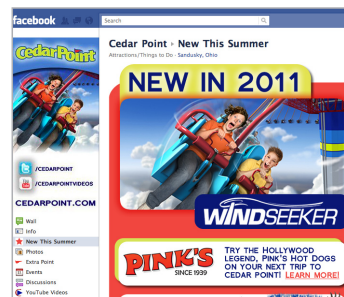 facebook
Search
CedarPoint
/CEDARPOINT
/CEDARPOINTVIDEOS
CEDARPOINT.COM
Wall
Info
New This Summer
Photos
Extra Point
Events
Discussions
YouTube Videos
Cedar Point ▸ New This Summer
Attractions/Things to Do · Sandusky, Ohio
NEW IN 2011
WINDSEEKER
PINK'S
SINCE 1939
TRY THE HOLLYWOOD
LEGEND, PINK'S HOT DOGS
ON YOUR NEXT TRIP TO
CEDAR POINT! LEARN MORE!